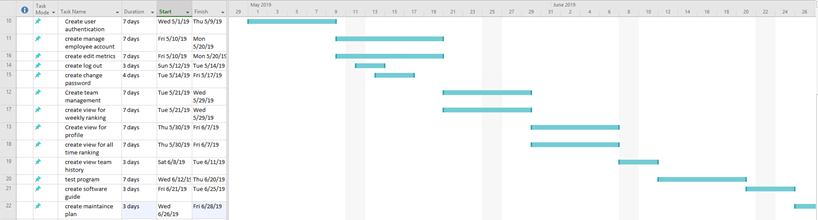 May 2019 June 2019
Task Mode Task Name Duration Start Finish 29 1 3 5 7 9 11 13 15 17 19 21 23 25 27 29 31 2 4 6 8 10 12 14 16 18 20 22 24 26
10 Create user authentication 7 days Wed 5/1/19 Thu 5/9/19
11 create manage employee account 7 days Fri 5/10/19 Mon 5/20/19
16 create edit metrics 7 days Fri 5/10/19 Mon 5/20/19
14 create log out 3 days Sun 5/12/19 Tue 5/14/19
15 create change password 4 days Tue 5/14/19 Fri 5/17/19
12 Create team management 7 days Tue 5/21/19 Wed 5/29/19
17 create view for weekly ranking 7 days Tue 5/21/19 Wed 5/29/19
13 Create view for profile 7 days Thu 5/30/19 Fri 6/7/19
18 create view for all time ranking 7 days Thu 5/30/19 Fri 6/7/19
19 create view team history 3 days Sat 6/8/19 Tue 6/11/19
20 test program 7 days Wed 6/12/19 Thu 6/20/19
21 create software guide 3 days Fri 6/21/19 Tue 6/25/19
22 create maintaince plan 3 days Wed 6/26/19 Fri 6/28/19